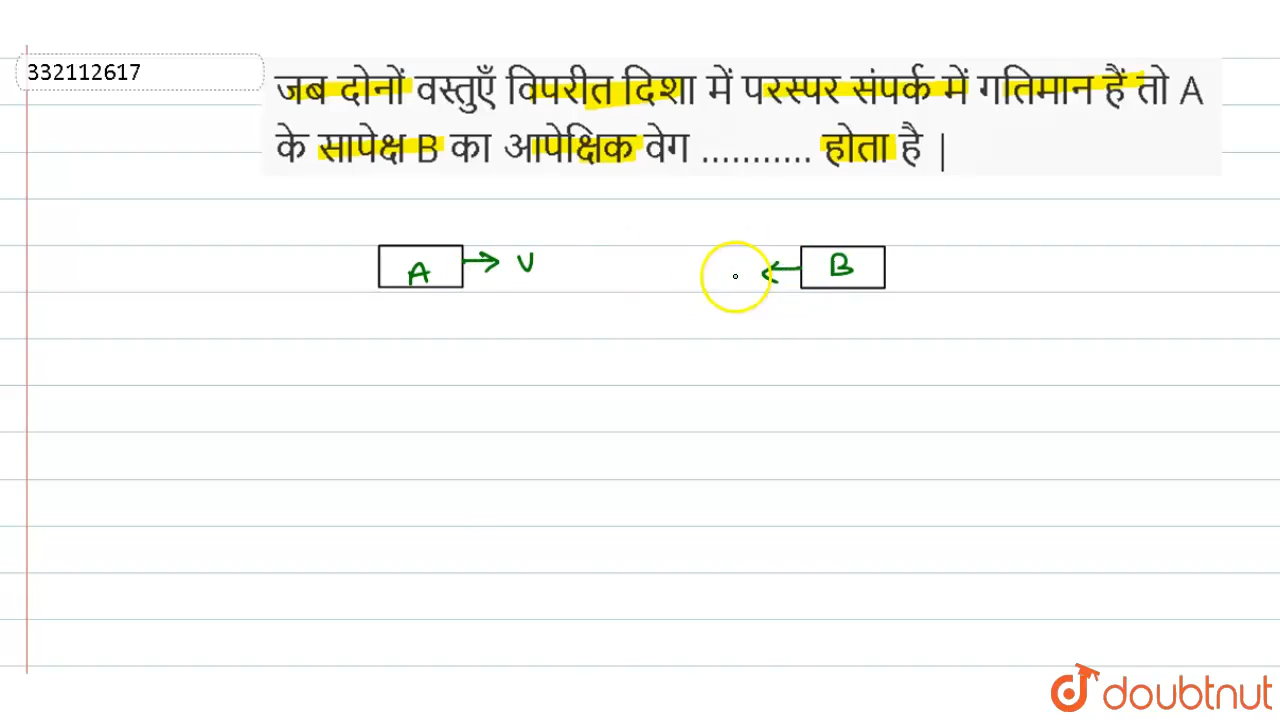 332112617
जब दोनों वस्तुएँ विपरीत दिशा में परस्पर संपर्क में गतिमान हैं तो A
के सापेक्ष B का आपेक्षिक वेग ........... होता है |
A → v ← B
doubtnut